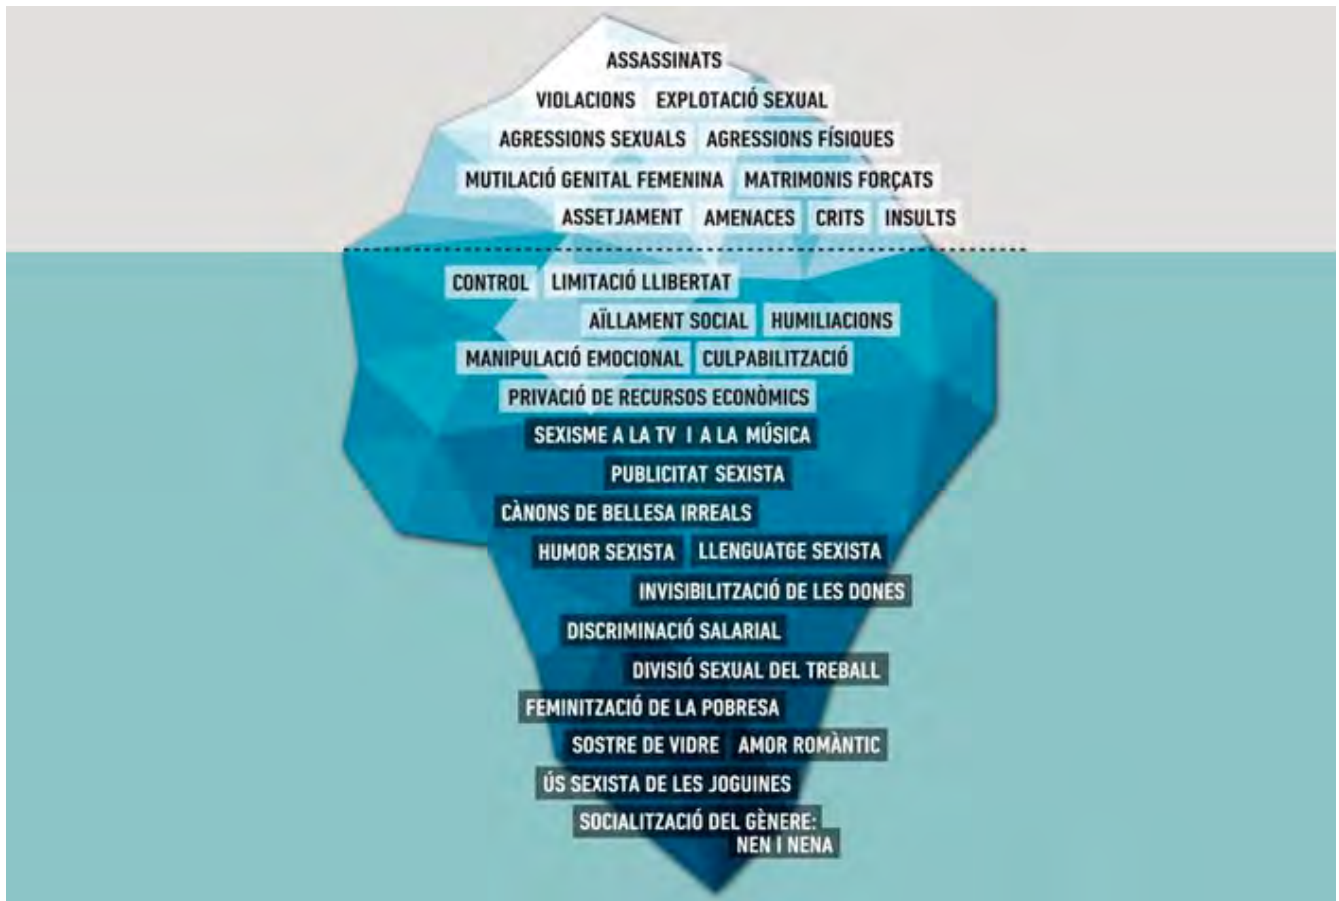 ASSASSINATS
VIOLACIONS EXPLOTACIÓ SEXUAL
AGRESSIONS SEXUALS AGRESSIONS FÍSIQUES
MUTILACIÓ GENITAL FEMENINA MATRIMONIS FORÇATS
ASSETJAMENT AMENACES CRITS INSULTS
CONTROL LIMITACIÓ LLIBERTAT
AÏLLAMENT SOCIAL HUMILIACIONS
MANIPULACIÓ EMOCIONAL CULPABILITZACIÓ
PRIVACIÓ DE RECURSOS ECONÒMICS
SEXISME A LA TV I A LA MÚSICA
PUBLICITAT SEXISTA
CÀNONS DE BELLESA IRREALS
HUMOR SEXISTA LLENGUATGE SEXISTA
INVISIBILITZACIÓ DE LES DONES
DISCRIMINACIÓ SALARIAL
DIVISIÓ SEXUAL DEL TREBALL
FEMINITZACIÓ DE LA POBRESA
SOSTRE DE VIDRE AMOR ROMÀNTIC
ÚS SEXISTA DE LES JOGUINES
SOCIALITZACIÓ DEL GÈNERE:
NEN I NENA